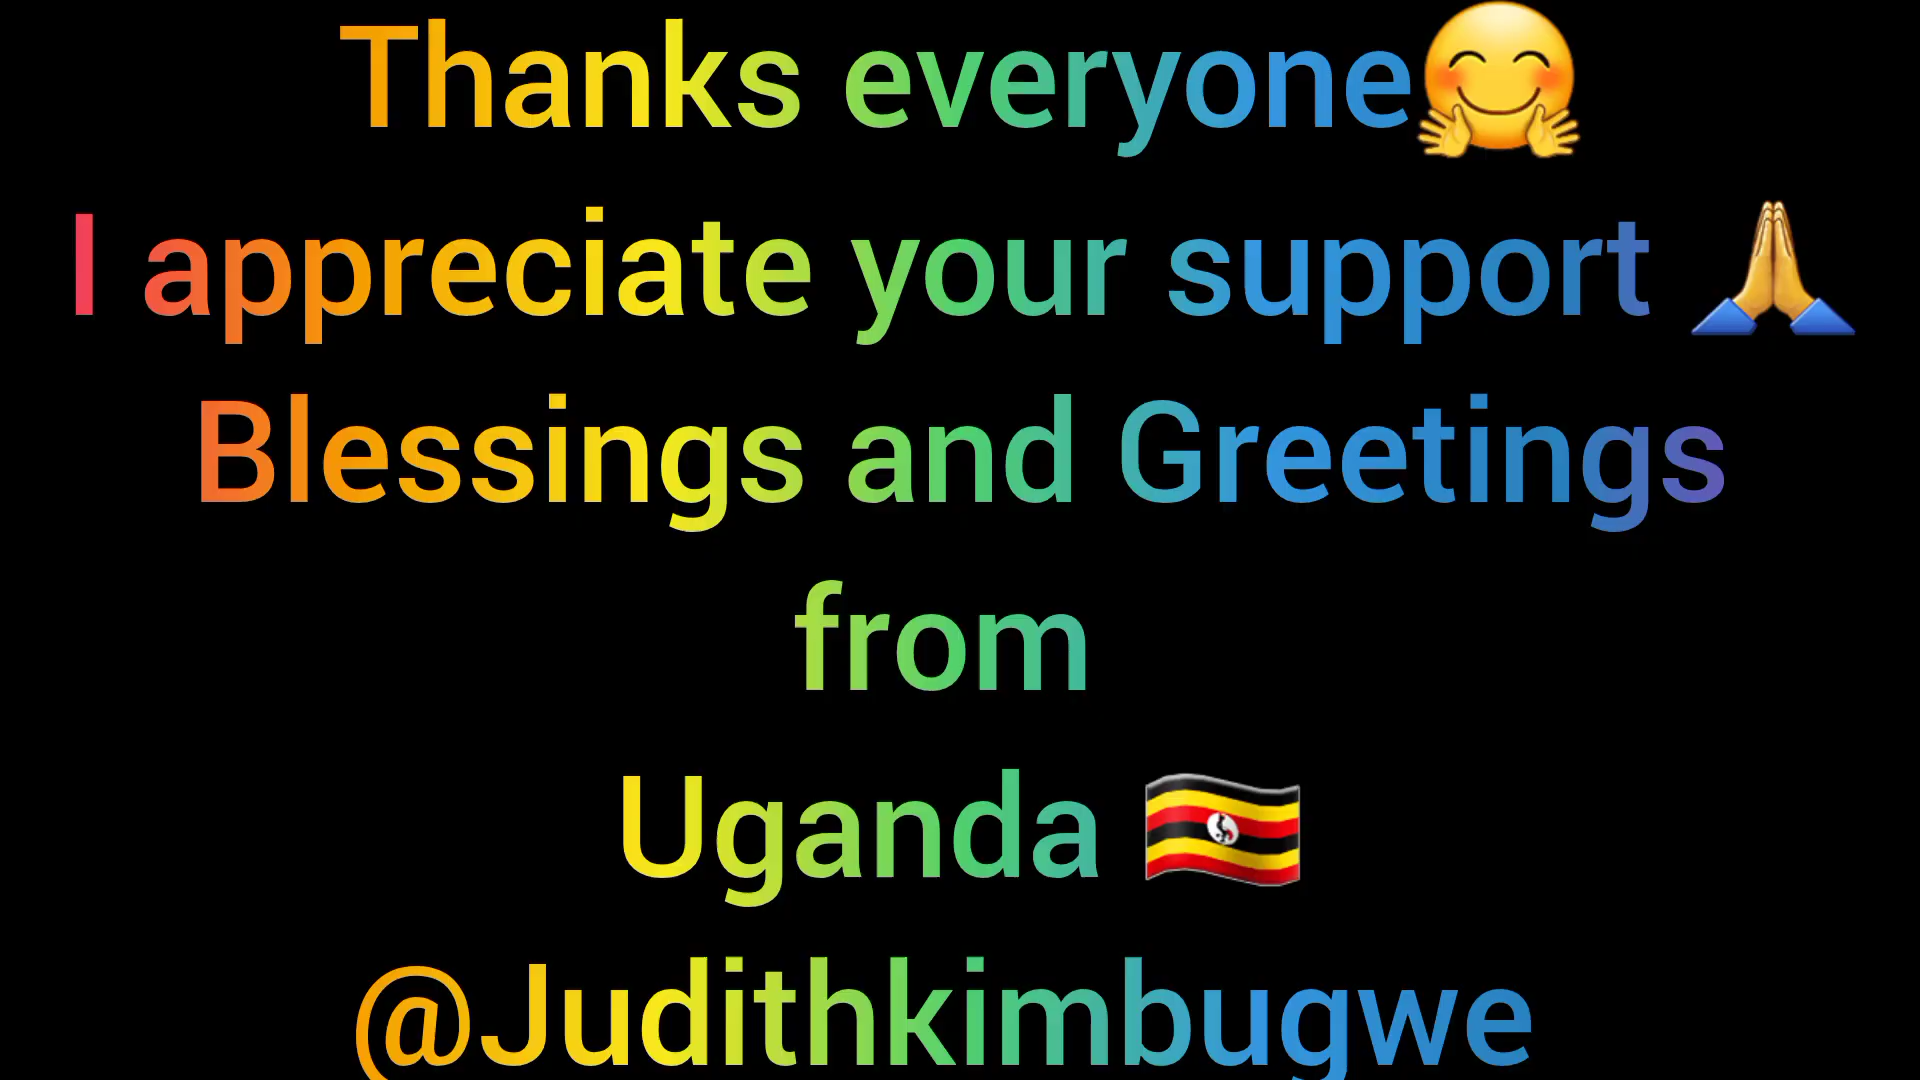 Thanks everyone🤗
I appreciate your support 🙏
Blessings and Greetings
from
Uganda 🇺🇬
@Judithkimbugwe